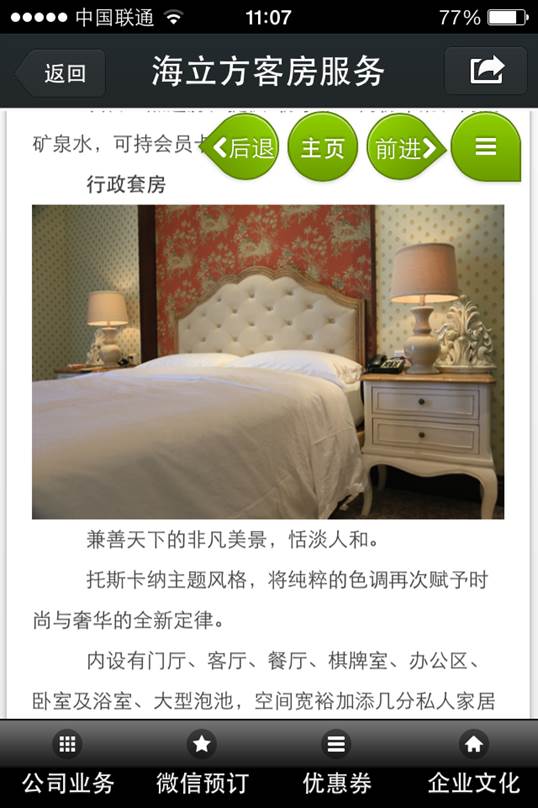 中国联通 11:07 77%
返回 海立方客房服务
矿泉水，可持会员卡
后退 主页 前进
行政套房
兼善天下的非凡美景，恬淡人和。
托斯卡纳主题风格，将纯粹的色调再次赋予时
尚与奢华的全新定律。
内设有门厅、客厅、餐厅、棋牌室、办公区、
卧室及浴室、大型泡池，空间宽裕加添几分私人家居
公司业务 微信预订 优惠券 企业文化